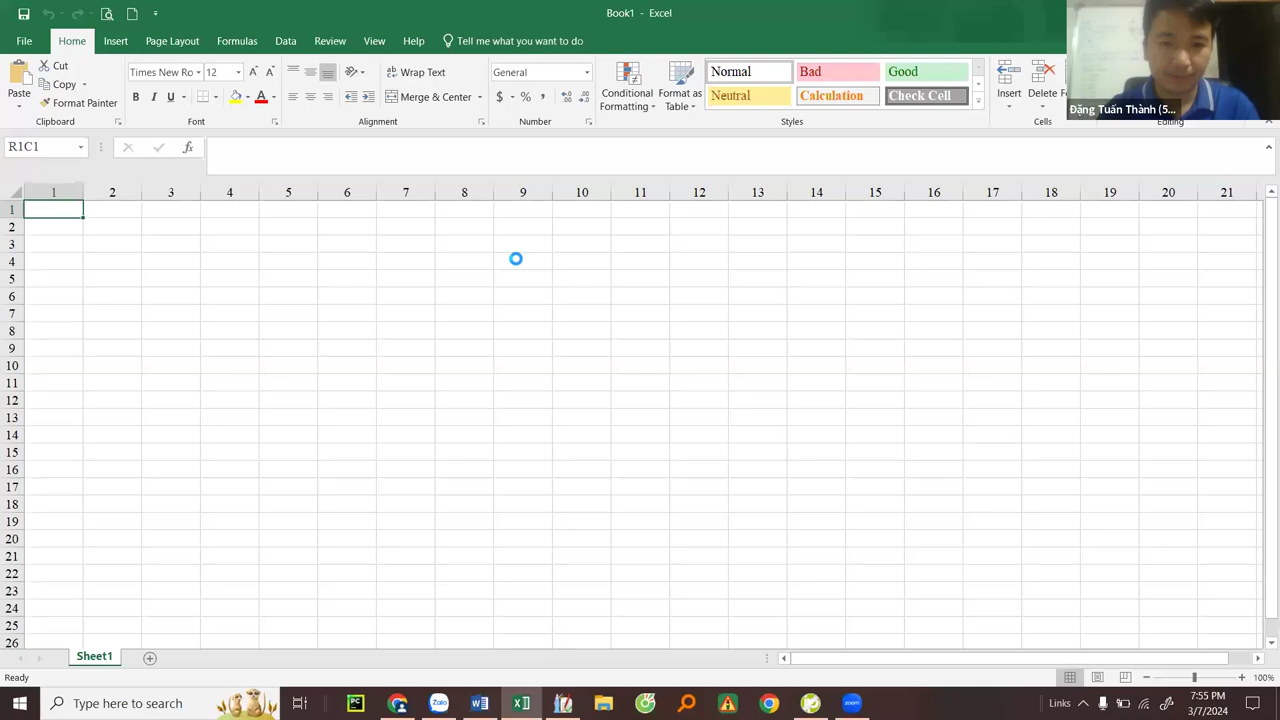 Book1 - Excel
File Home Insert Page Layout Formulas Data Review View Help Tell me what you want to do
Paste Cut Copy Format Painter
Clipboard
Times New Ro 12
B I U A
Font
Wrap Text
Merge & Center
Alignment
General
$ % ,
Number
Conditional Formatting
Format as Table
Normal Bad Good
Neutral Calculation Check Cell
Styles
Insert Delete F
Cells
Editing
Đặng Tuấn Thành (5...
R1C1 fx
1 2 3 4 5 6 7 8 9 10 11 12 13 14 15 16 17 18 19 20 21
1
2
3
4
5
6
7
8
9
10
11
12
13
14
15
16
17
18
19
20
21
22
23
24
25
26
Sheet1
Ready
100%
Type here to search
PC Zalo zoom
Links
7:55 PM
3/7/2024